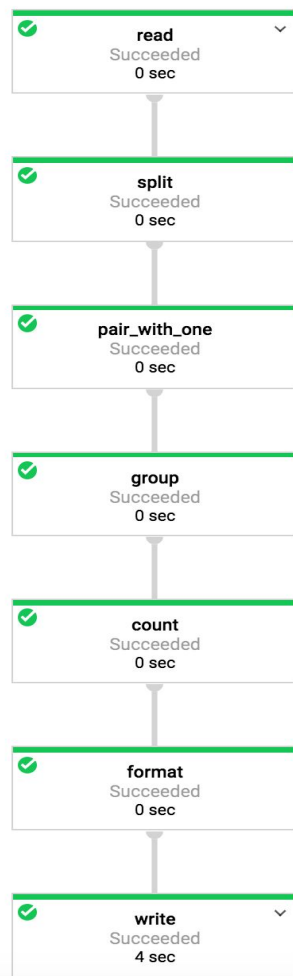 read
Succeeded
0 sec
split
Succeeded
0 sec
pair_with_one
Succeeded
0 sec
group
Succeeded
0 sec
count
Succeeded
0 sec
format
Succeeded
0 sec
write
Succeeded
4 sec